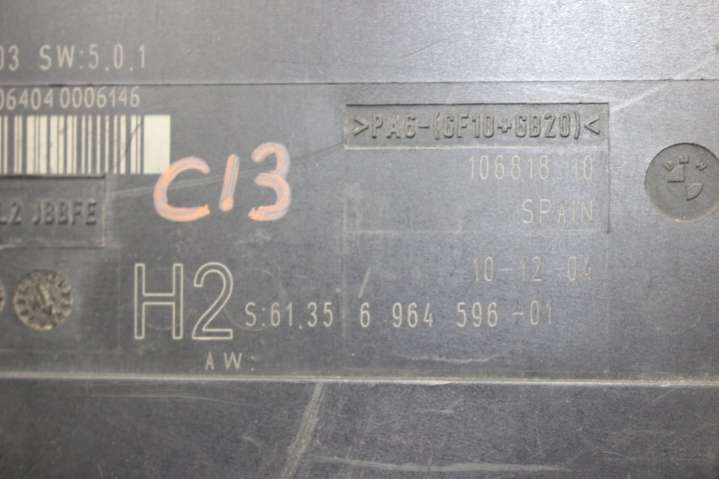 03 SW:5.0.1
06404 0006146
>PA6-(GF10+GB20)<
C13
106818 10
L2 JBBFE
SPAIN
10-12 04
H2 S:61.35 6 964 596-01
AW: